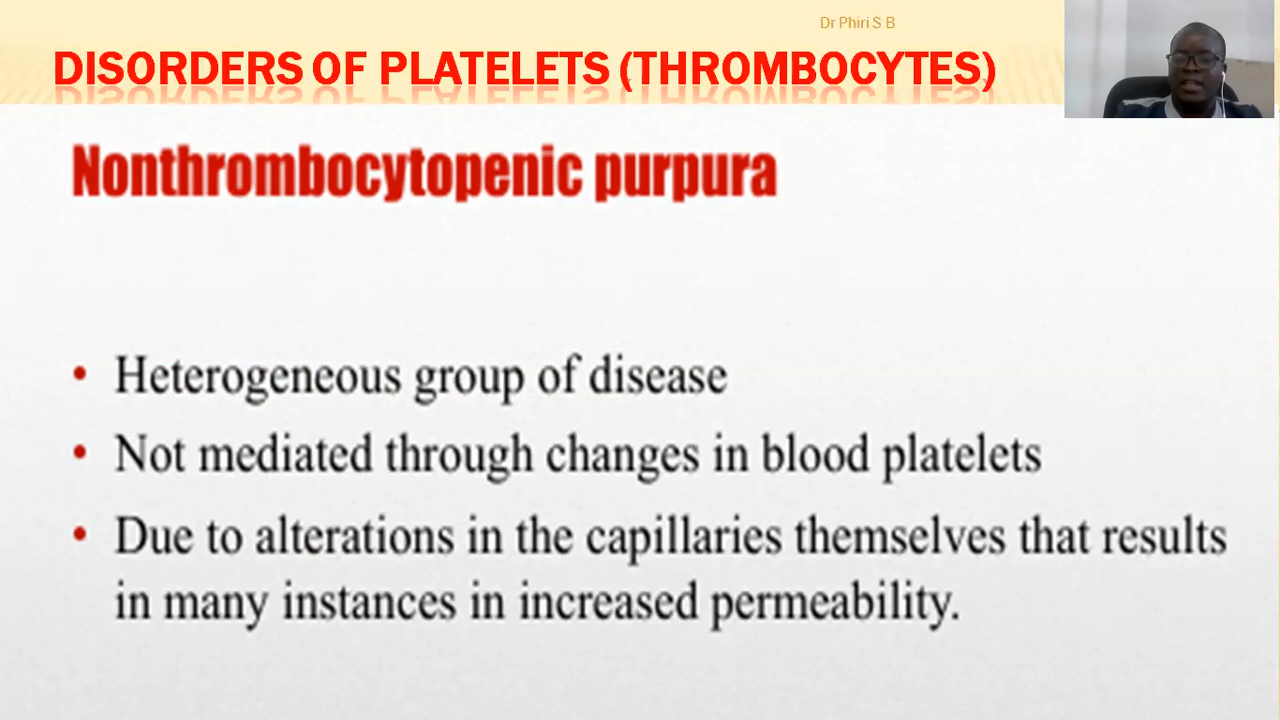 Dr Phiri S B
DISORDERS OF PLATELETS (THROMBOCYTES)
Nonthrombocytopenic purpura
• Heterogeneous group of disease
• Not mediated through changes in blood platelets
• Due to alterations in the capillaries themselves that results
in many instances in increased permeability.